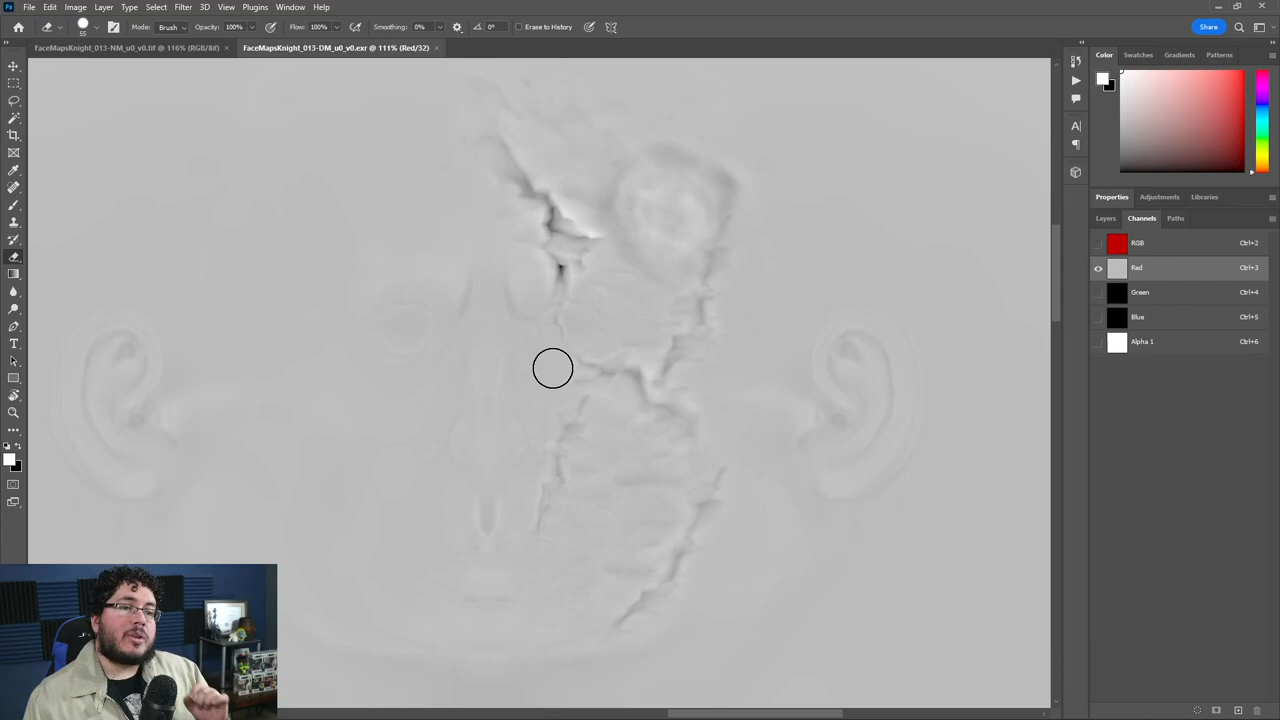 Ps File Edit Image Layer Type Select Filter 3D View Plugins Window Help
55 Mode: Brush Opacity: 100% Flow: 100% Smoothing: 0% 0° Erase to History Share
FaceMapsKnight_013-NM_u0_v0.tif @ 116% (RGB/8#) × FaceMapsKnight_013-DM_u0_v0.exr @ 111% (Red/32) ×
Color Swatches Gradients Patterns
Properties Adjustments Libraries
Layers Channels Paths
RGB Ctrl+2
Red Ctrl+3
Green Ctrl+4
Blue Ctrl+5
Alpha 1 Ctrl+6